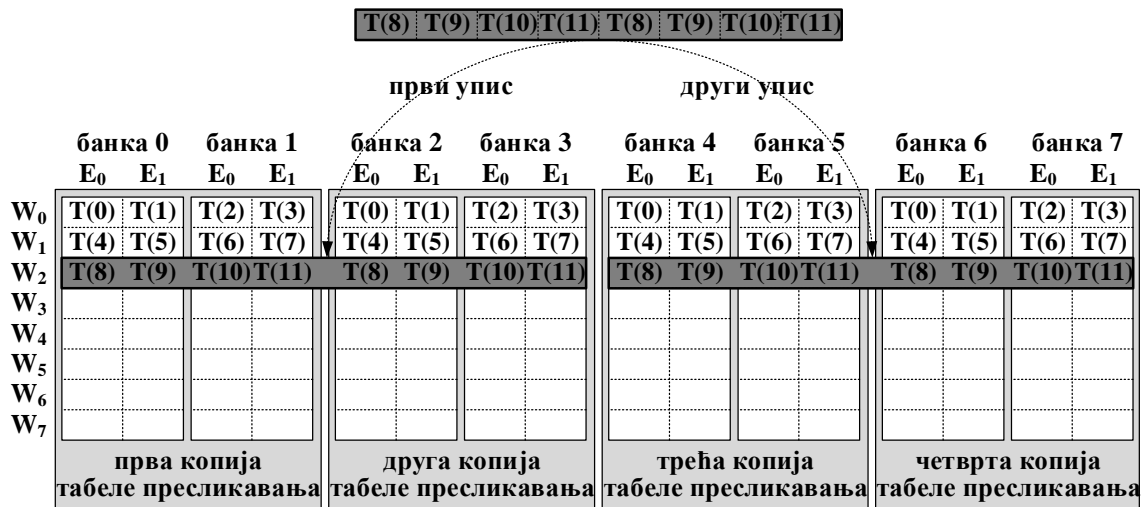 T(8) T(9) T(10) T(11) T(8) T(9) T(10) T(11)
први упис други упис
банка 0 банка 1 банка 2 банка 3 банка 4 банка 5 банка 6 банка 7
E0 E1 E0 E1 E0 E1 E0 E1 E0 E1 E0 E1 E0 E1 E0 E1
W0 T(0) T(1) T(2) T(3) T(0) T(1) T(2) T(3) T(0) T(1) T(2) T(3) T(0) T(1) T(2) T(3)
W1 T(4) T(5) T(6) T(7) T(4) T(5) T(6) T(7) T(4) T(5) T(6) T(7) T(4) T(5) T(6) T(7)
W2 T(8) T(9) T(10) T(11) T(8) T(9) T(10) T(11) T(8) T(9) T(10) T(11) T(8) T(9) T(10) T(11)
W3
W4
W5
W6
W7
прва копија друга копија трећа копија четврта копија
табеле пресликавања табеле пресликавања табеле пресликавања табеле пресликавања